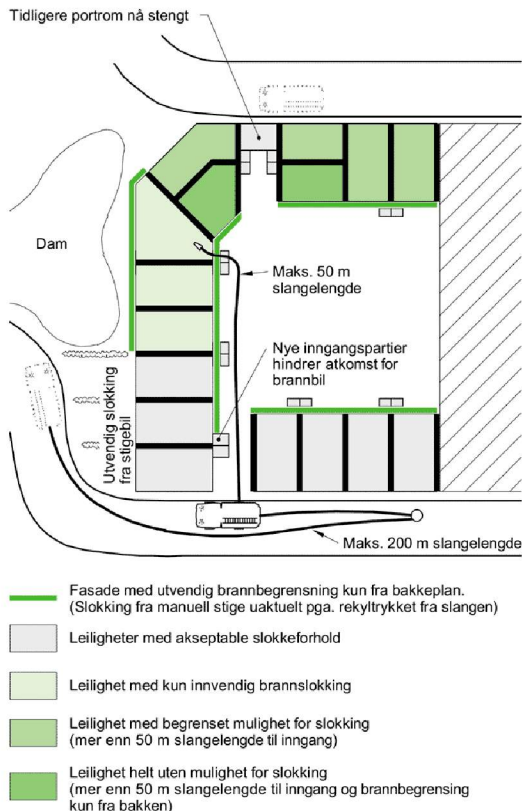 Tidligere portrom nå stengt
Dam
Maks. 50 m
slangelengde
Nye inngangspartier
hindrer atkomst for
brannbil
Utvendig slokking
fra stigebil
Maks. 200 m slangelengde
Fasade med utvendig brannbegrensning kun fra bakkeplan.
(Slokking fra manuell stige uaktuelt pga. rekyltrykket fra slangen)
Leiligheter med akseptable slokkeforhold
Leilighet med kun innvendig brannslokking
Leilighet med begrenset mulighet for slokking
(mer enn 50 m slangelengde til inngang)
Leilighet helt uten mulighet for slokking
(mer enn 50 m slangelengde til inngang og brannbegrensing
kun fra bakken)